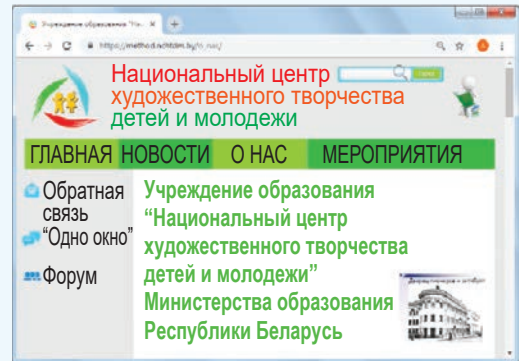 Национальный центр
художественного творчества
детей и молодежи
ГЛАВНАЯ НОВОСТИ О НАС МЕРОПРИЯТИЯ
Обратная
связь
“Одно окно”
Форум
Учреждение образования
“Национальный центр
художественного творчества
детей и молодежи”
Министерства образования
Республики Беларусь